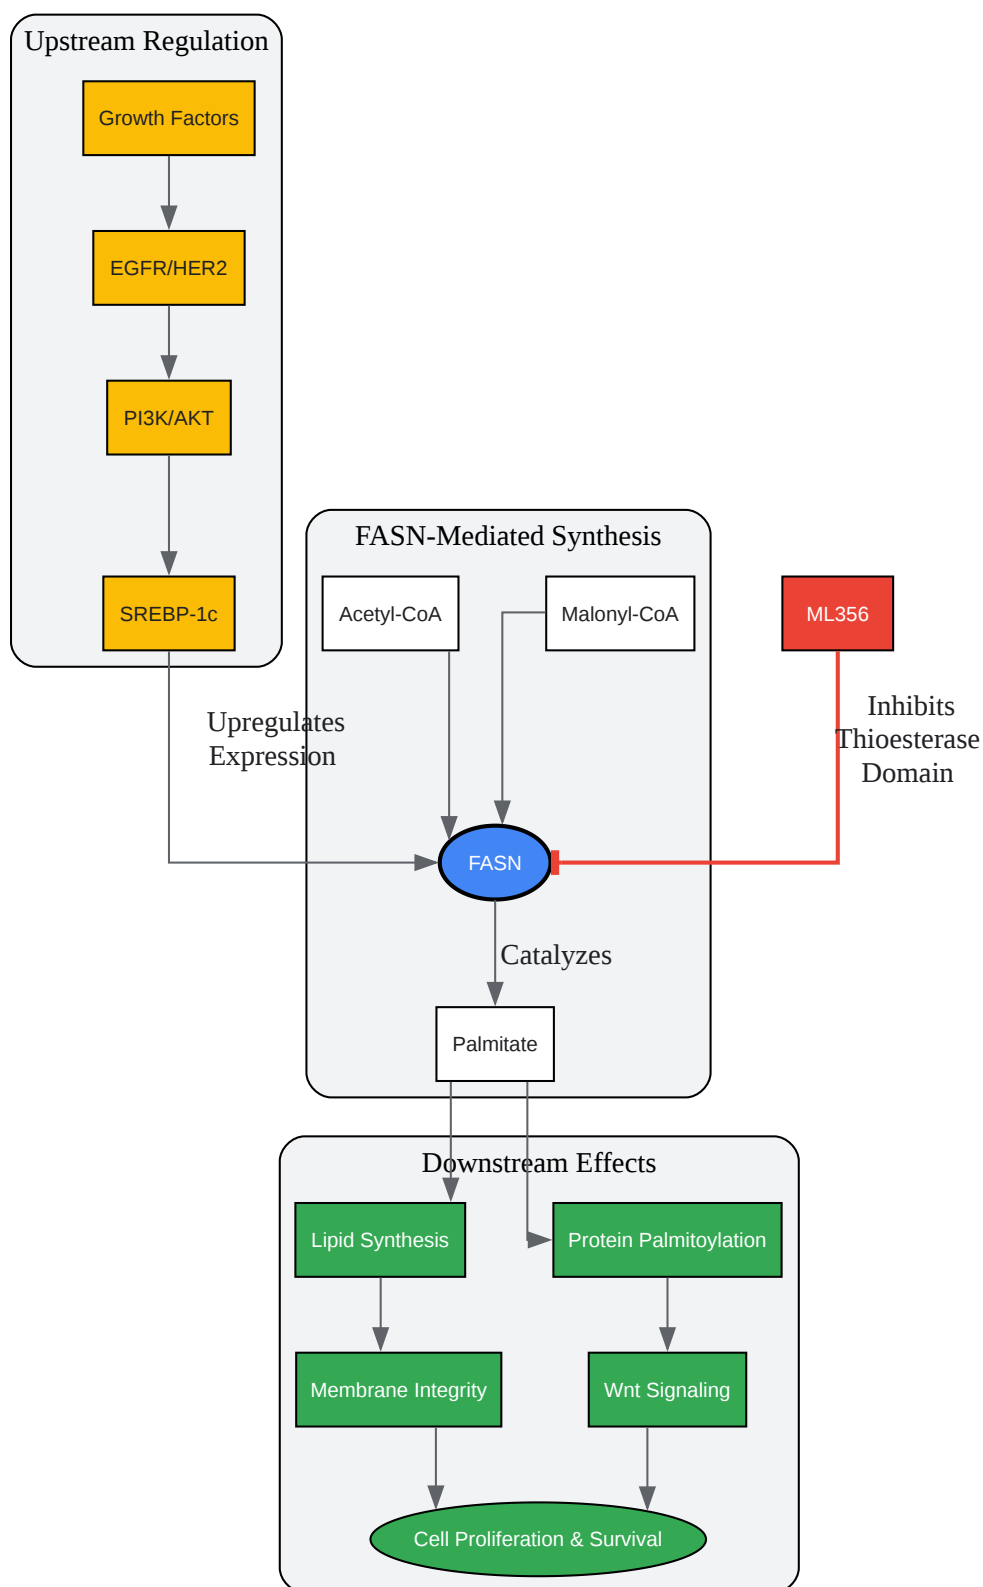 Upstream Regulation
Growth Factors
EGFR/HER2
PI3K/AKT
SREBP-1c
Upregulates
Expression
FASN-Mediated Synthesis
Acetyl-CoA
Malonyl-CoA
ML356
Inhibits
Thioesterase
Domain
FASN
Catalyzes
Palmitate
Downstream Effects
Lipid Synthesis
Protein Palmitoylation
Membrane Integrity
Wnt Signaling
Cell Proliferation & Survival